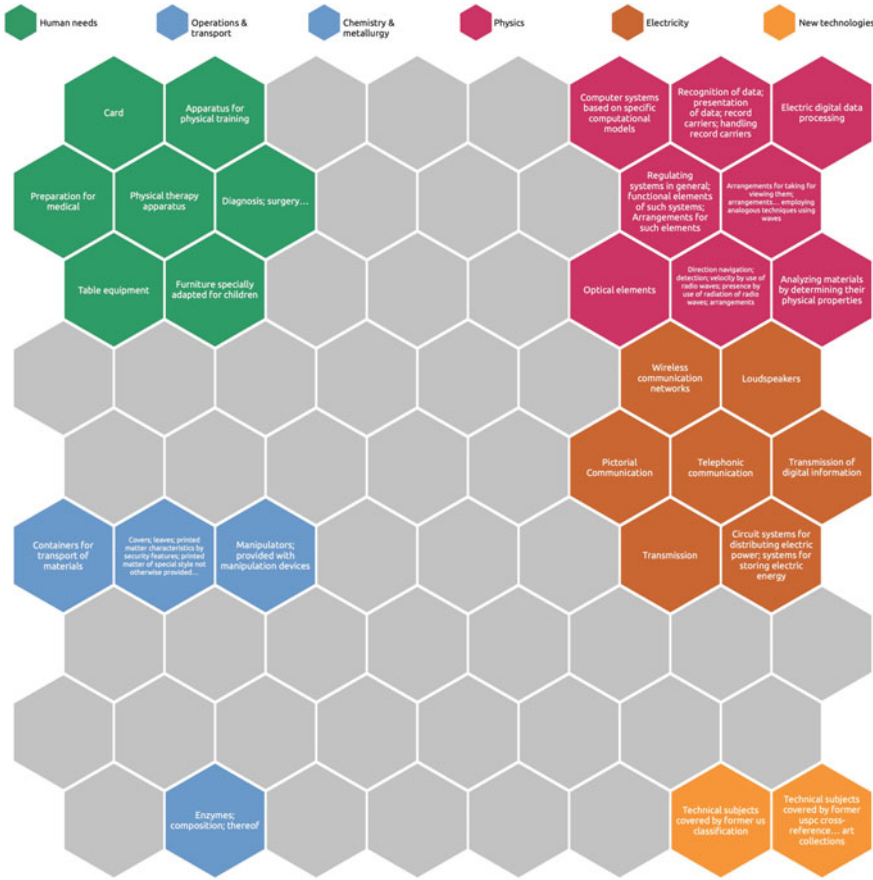 Human needs
Operations &
transport
Chemistry &
metallurgy
Physics
Electricity
New technologies
Card
Apparatus for
physical training
Computer systems
based on specific
computational
models
Recognition of data;
presentation
of data; record
carriers; handling
record carriers
Electric digital data
processing
Preparation for
medical
Physical therapy
apparatus
Diagnosis; surgery...
Regulating
systems in general;
functional elements
of such systems;
Arrangements for
such elements
Arrangements for taking for
viewing them;
arrangements... employing
analogous techniques using
waves
Table equipment
Furniture specially
adapted for children
Optical elements
Direction navigation;
detection; velocity by use of
radio waves; presence by
use of radiation of radio
waves; arrangements
Analyzing materials
by determining their
physical properties
Wireless
communication
networks
Loudspeakers
Pictorial
Communication
Telephonic
communication
Transmission of
digital information
Containers for
transport of
materials
Covers; leaves; printed
matter characteristics by
security features; printed
matter of special style not
otherwise provided...
Manipulators;
provided with
manipulation devices
Transmission
Circuit systems for
distributing electric
power; systems for
storing electric
energy
Enzymes;
composition; thereof
Technical subjects
covered by former us
classification
Technical subjects
covered by former
uspc cross-
reference... art
collections